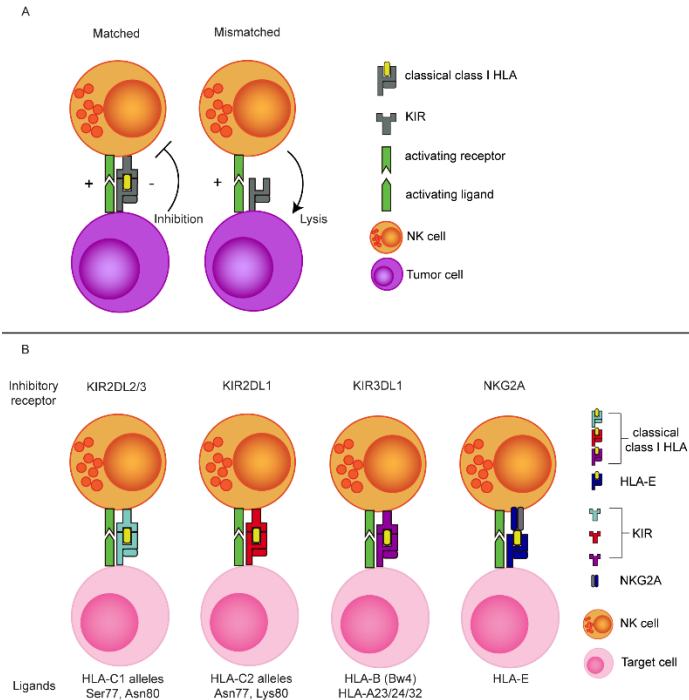 A
Matched
Mismatched
classical class I HLA
KIR
activating receptor
activating ligand
NK cell
Tumor cell
+
-
Inhibition
+
Lysis
B
Inhibitory
receptor
KIR2DL2/3
KIR2DL1
KIR3DL1
NKG2A
classical
class I HLA
HLA-E
KIR
NKG2A
NK cell
Target cell
Ligands
HLA-C1 alleles
Ser77, Asn80
HLA-C2 alleles
Asn77, Lys80
HLA-B (Bw4)
HLA-A23/24/32
HLA-E